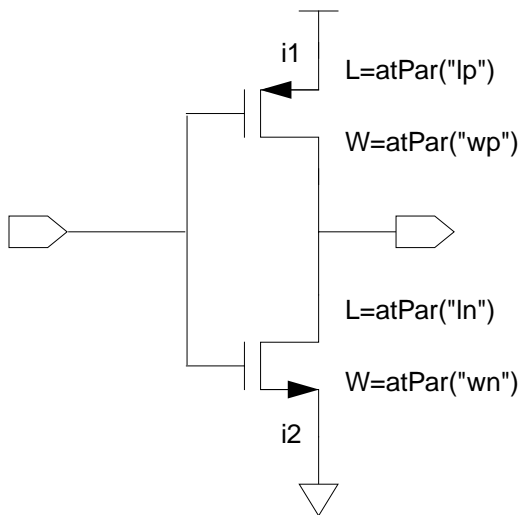 i1
L=atPar("lp")
W=atPar("wp")
L=atPar("ln")
W=atPar("wn")
i2